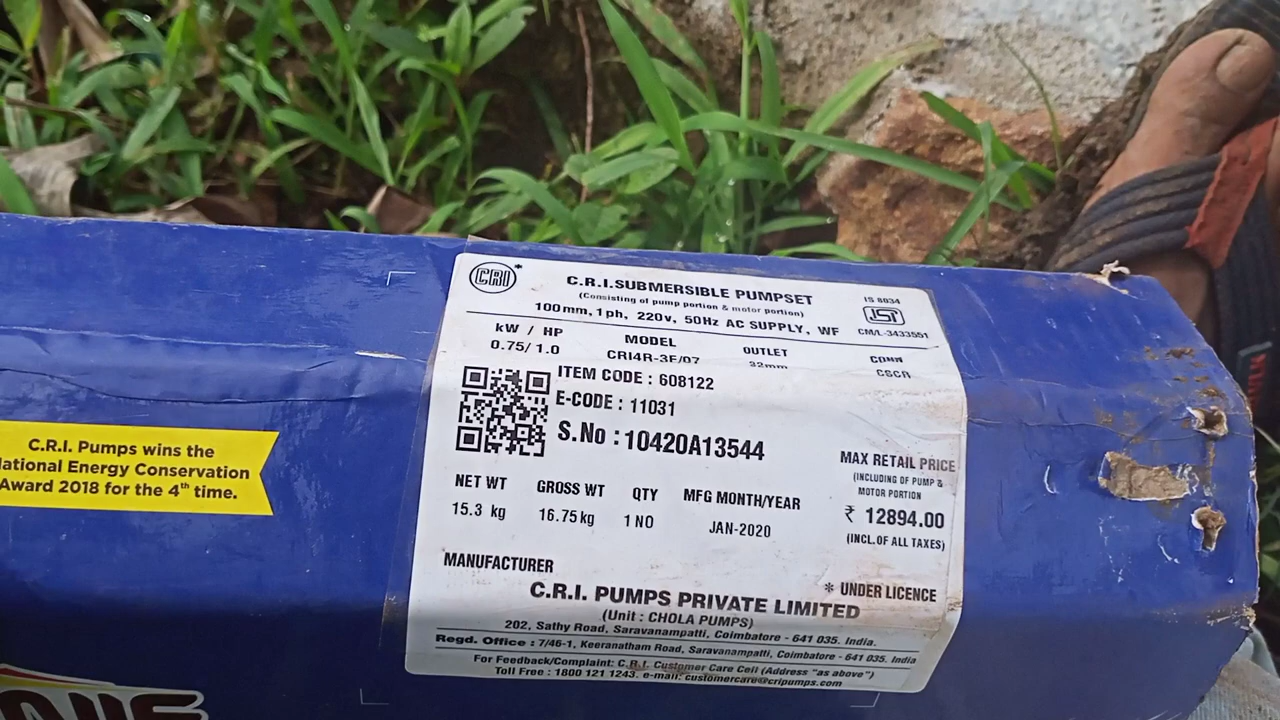 CRI*
C.R.I.SUBMERSIBLE PUMPSET
(Consisting of pump portion & motor portion)
100mm, 1ph, 220v, 50Hz AC SUPPLY, WF
IS 8034
ISI
CM/L-3433551
kW / HP
0.75/ 1.0
MODEL
CRI4R-3E/07
OUTLET
32mm
CONN
CSCR
ITEM CODE : 608122
E-CODE : 11031
S.No : 10420A13544
NET WT
15.3 kg
GROSS WT
16.75 kg
QTY
1 NO
MFG MONTH/YEAR
JAN-2020
MAX RETAIL PRICE
(INCLUDING OF PUMP &
MOTOR PORTION
₹ 12894.00
(INCL.OF ALL TAXES)
MANUFACTURER
* UNDER LICENCE
C.R.I. PUMPS PRIVATE LIMITED
(Unit : CHOLA PUMPS)
202, Sathy Road, Saravanampatti, Coimbatore - 641 035. India.
Regd. Office : 7/46-1, Keeranatham Road, Saravanampatti, Coimbatore - 641 035. India
For Feedback/Complaint: C.R.I. Customer Care Cell (Address "as above")
Toll Free : 1800 121 1243. e-mail: customercare@cripumps.com
C.R.I. Pumps wins the
National Energy Conservation
Award 2018 for the 4th time.